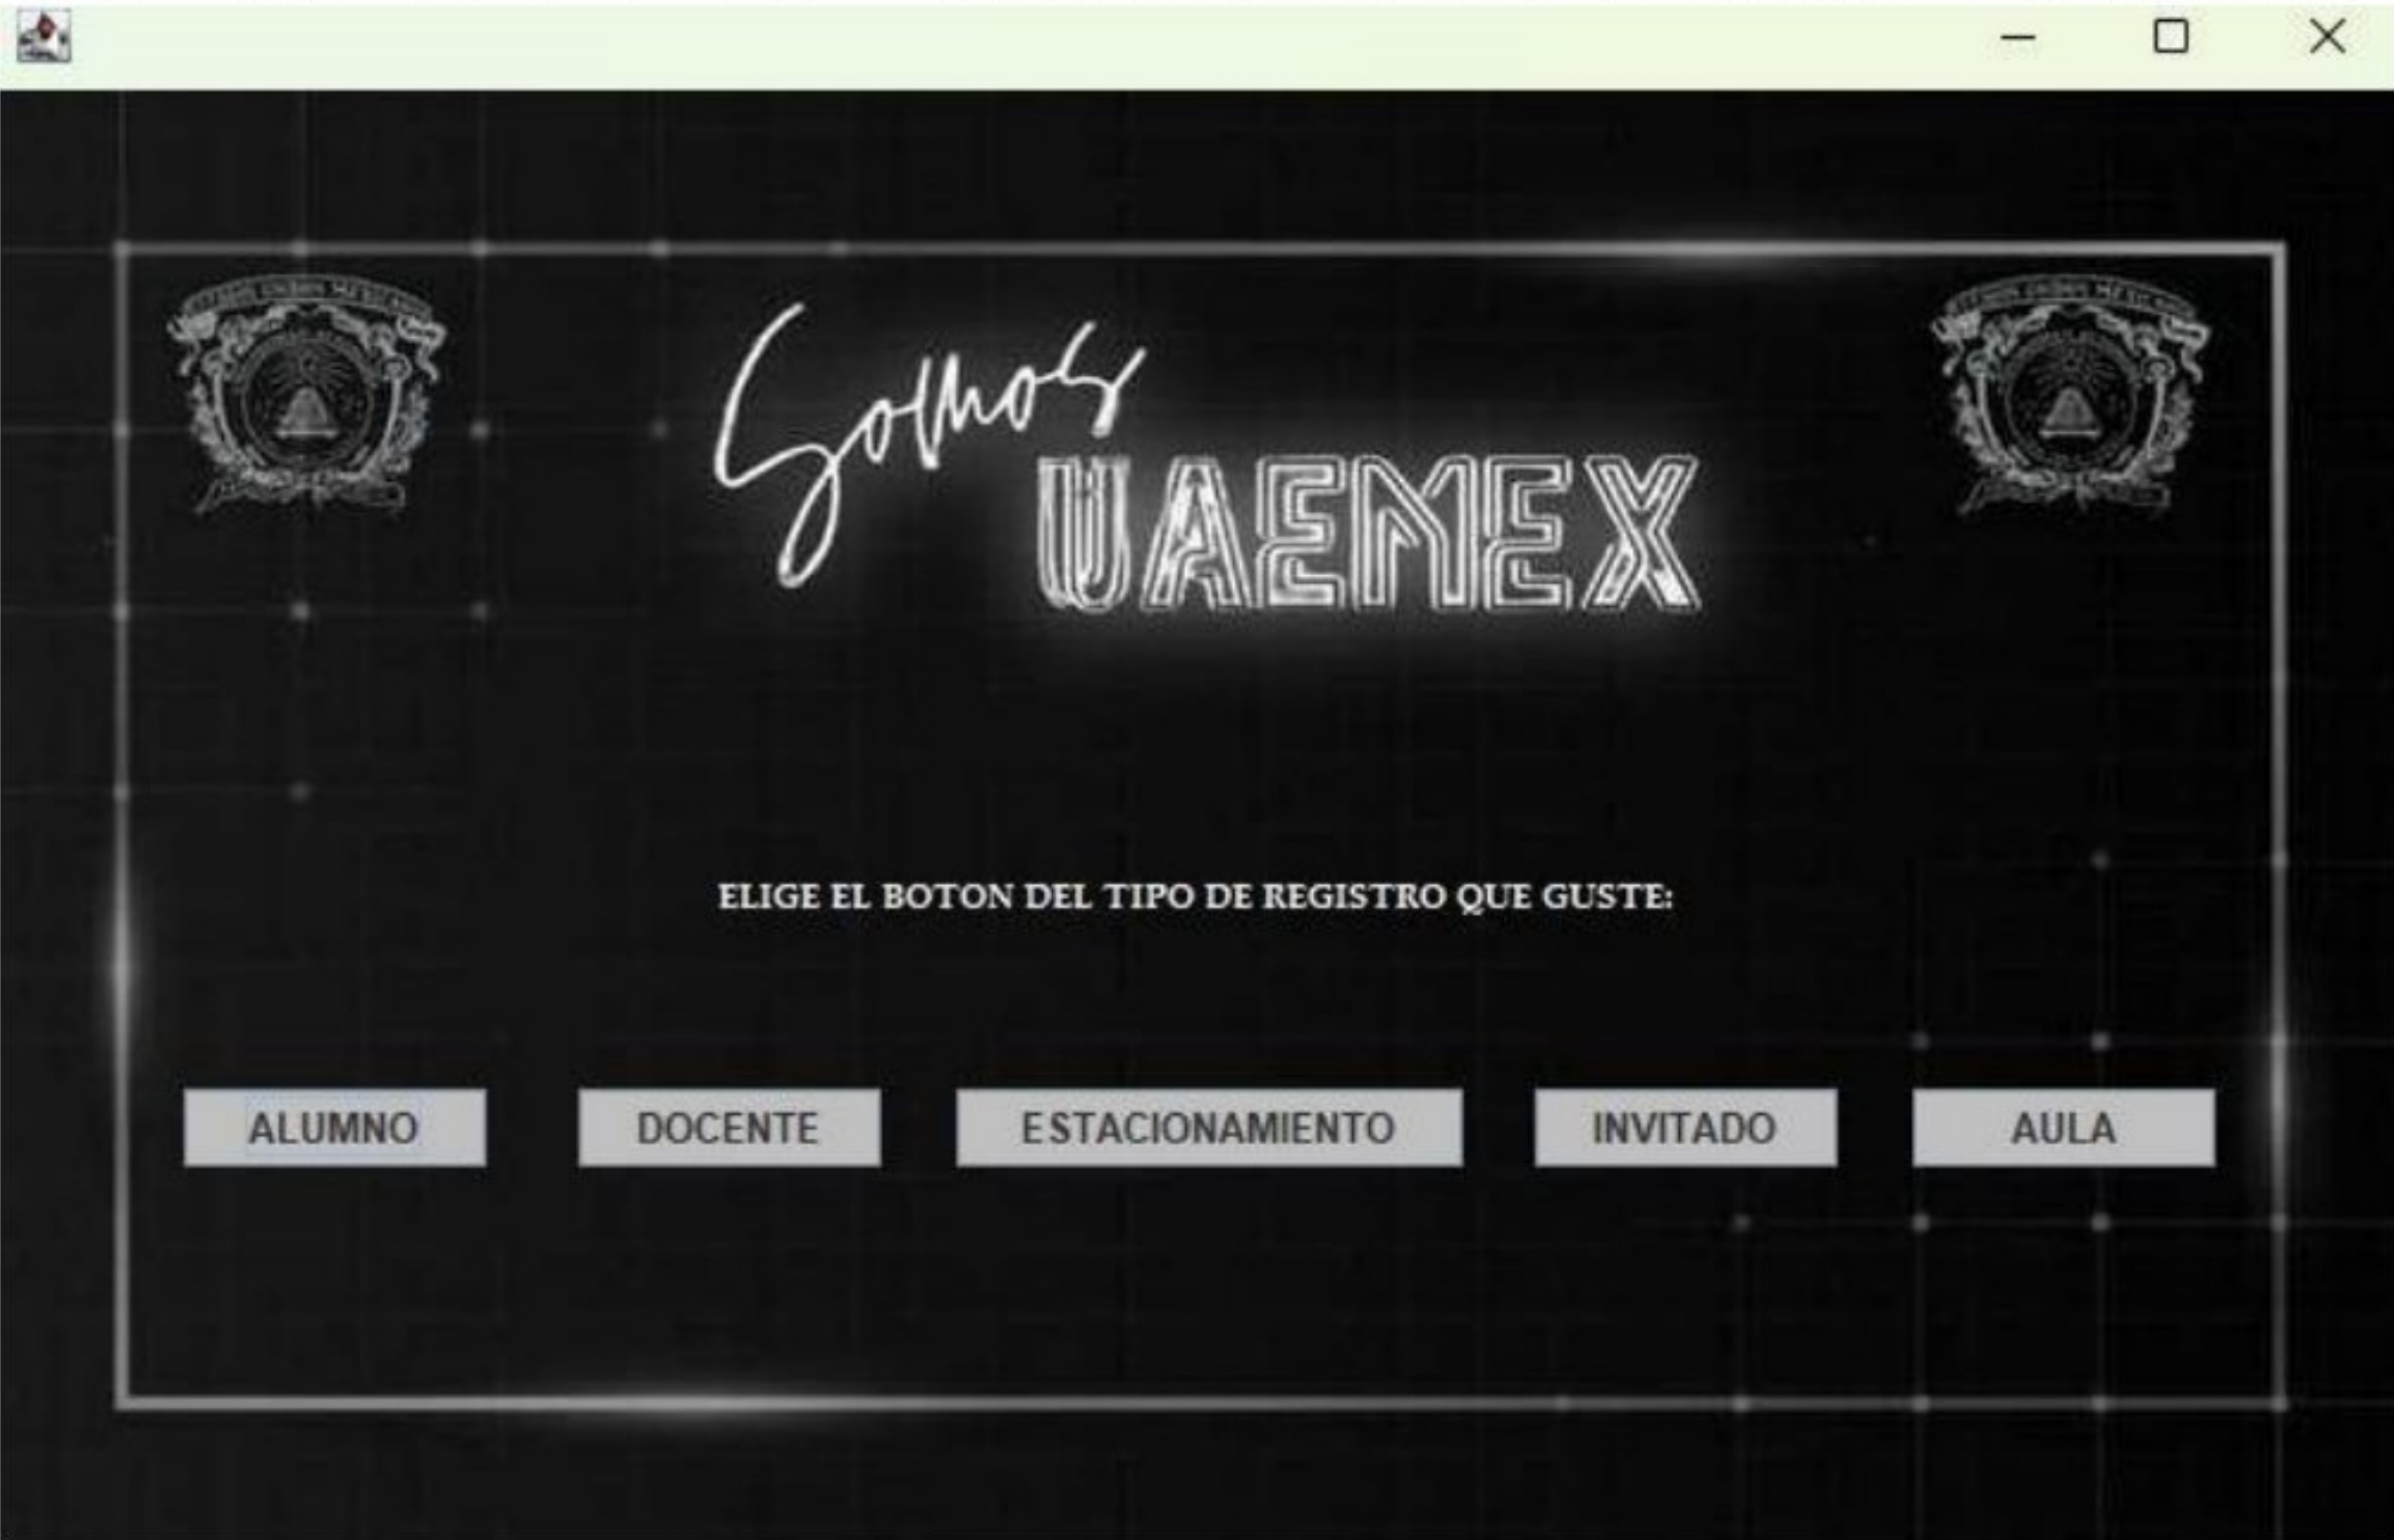 Somos
UAEMEX
ELIGE EL BOTON DEL TIPO DE REGISTRO QUE GUSTE:
ALUMNO DOCENTE ESTACIONAMIENTO INVITADO AULA